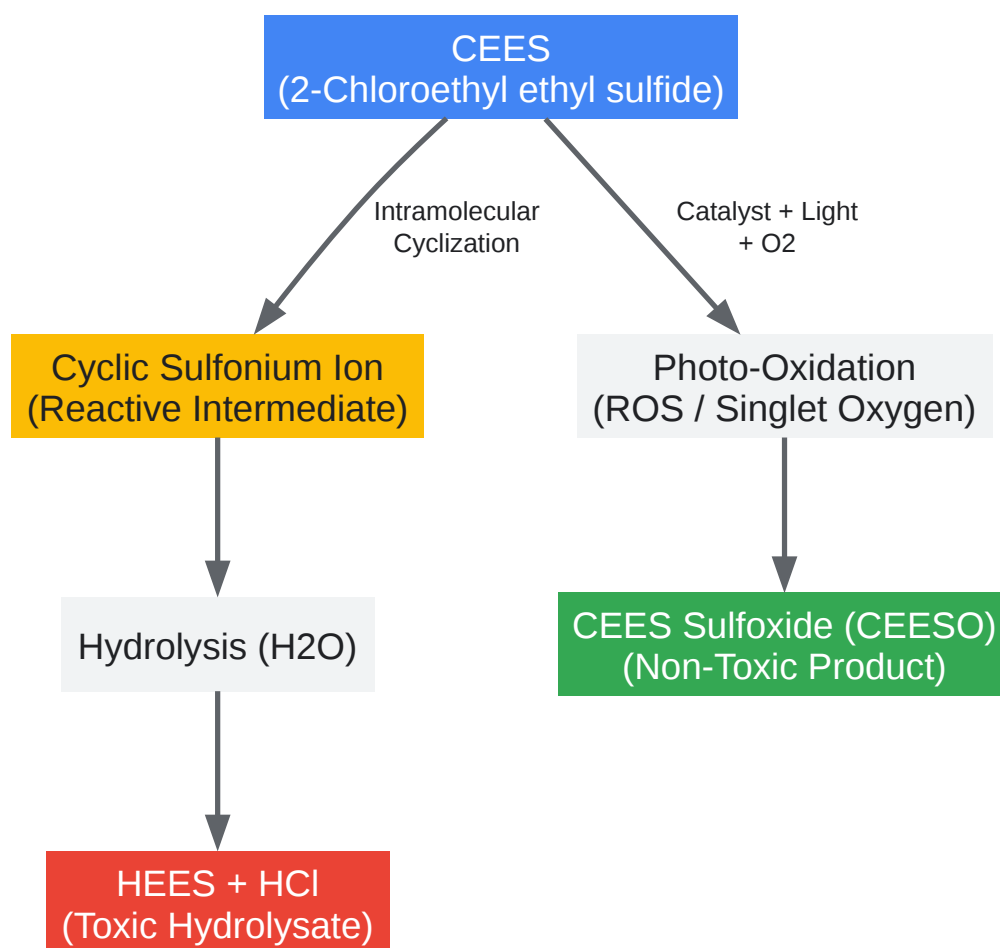 CEES
(2-Chloroethyl ethyl sulfide)
Intramolecular
Cyclization
Catalyst + Light
+ O2
Cyclic Sulfonium Ion
(Reactive Intermediate)
Photo-Oxidation
(ROS / Singlet Oxygen)
Hydrolysis (H2O)
CEES Sulfoxide (CEESO)
(Non-Toxic Product)
HEES + HCl
(Toxic Hydrolysate)